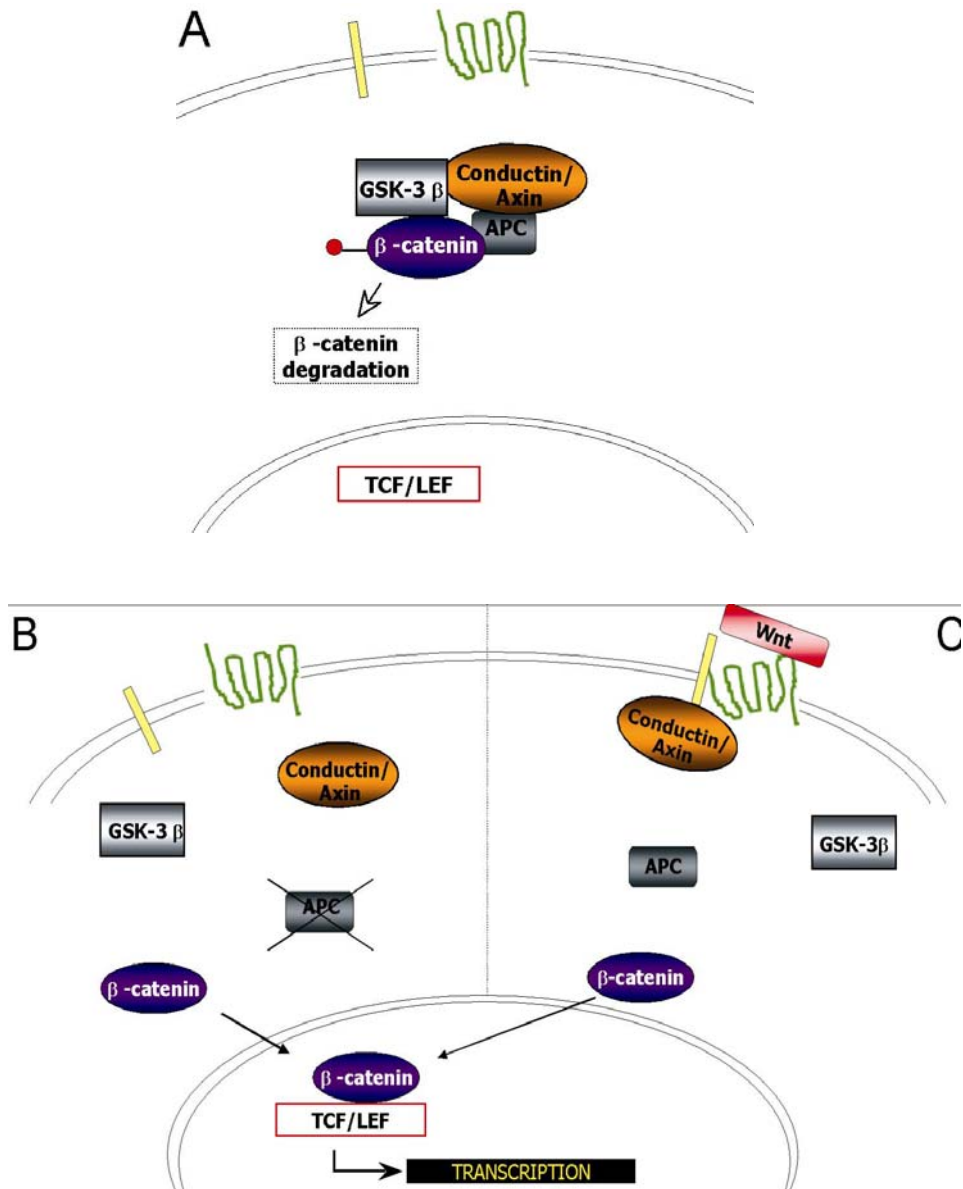 A
GSK-3 β
Conductin/
Axin
APC
β -catenin
β -catenin
degradation
TCF/LEF
B
C
Wnt
Conductin/
Axin
Conductin/
Axin
GSK-3 β
GSK-3β
APC
APC
β -catenin
β-catenin
β -catenin
TCF/LEF
TRANSCRIPTION